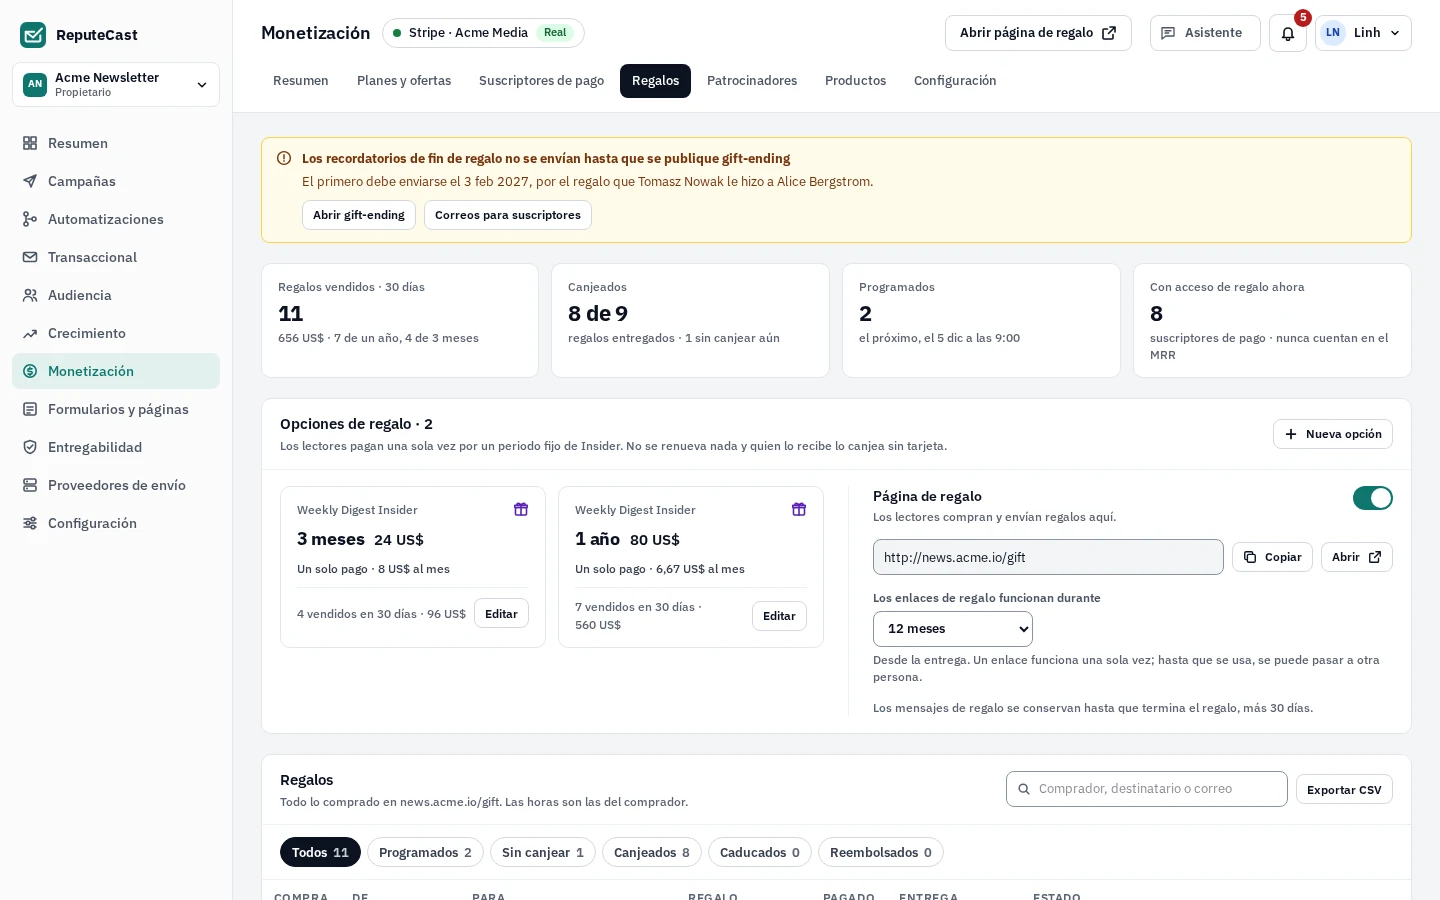 ReputeCast
AN
Acme Newsletter
Propietario
Resumen
Campañas
Automatizaciones
Transaccional
Audiencia
Crecimiento
Monetización
Formularios y páginas
Entregabilidad
Proveedores de envío
Configuración
Monetización
Stripe · Acme Media Real
Abrir página de regalo
Asistente
5
LN
Linh
Resumen
Planes y ofertas
Suscriptores de pago
Regalos
Patrocinadores
Productos
Configuración
Los recordatorios de fin de regalo no se envían hasta que se publique gift-ending
El primero debe enviarse el 3 feb 2027, por el regalo que Tomasz Nowak le hizo a Alice Bergstrom.
Abrir gift-ending
Correos para suscriptores
Regalos vendidos · 30 días
11
656 US$ · 7 de un año, 4 de 3 meses
Canjeados
8 de 9
regalos entregados · 1 sin canjear aún
Programados
2
el próximo, el 5 dic a las 9:00
Con acceso de regalo ahora
8
suscriptores de pago · nunca cuentan en el
MRR
Opciones de regalo · 2
Los lectores pagan una sola vez por un periodo fijo de Insider. No se renueva nada y quien lo recibe lo canjea sin tarjeta.
Nueva opción
Weekly Digest Insider
3 meses 24 US$
Un solo pago · 8 US$ al mes
4 vendidos en 30 días · 96 US$
Editar
Weekly Digest Insider
1 año 80 US$
Un solo pago · 6,67 US$ al mes
7 vendidos en 30 días ·
560 US$
Editar
Página de regalo
Los lectores compran y envían regalos aquí.
http://news.acme.io/gift
Copiar
Abrir
Los enlaces de regalo funcionan durante
12 meses
Desde la entrega. Un enlace funciona una sola vez; hasta que se usa, se puede pasar a otra
persona.
Los mensajes de regalo se conservan hasta que termina el regalo, más 30 días.
Regalos
Todo lo comprado en news.acme.io/gift. Las horas son las del comprador.
Comprador, destinatario o correo
Exportar CSV
Todos 11
Programados 2
Sin canjear 1
Canjeados 8
Caducados 0
Reembolsados 0
COMPRA DE PARA REGALO PAGADO ENTREGA ESTADO